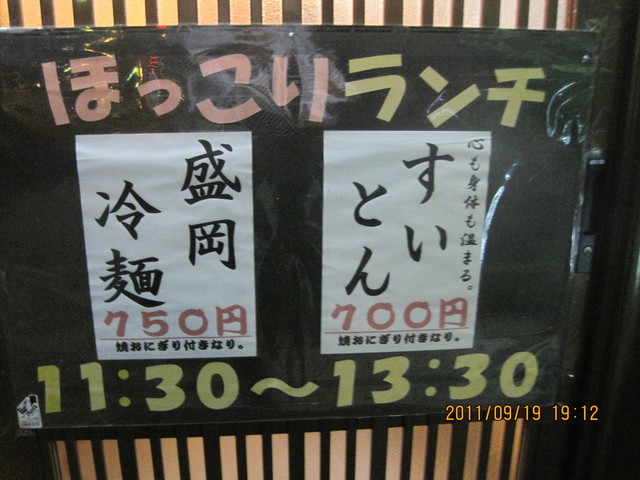 ほっこりランチ
盛岡
冷麺
750円
焼おにぎり付きなり。
心も身体も温まる。
すい
とん
700円
焼おにぎり付きなり。
11:30～13:30
2011/09/19 19:12